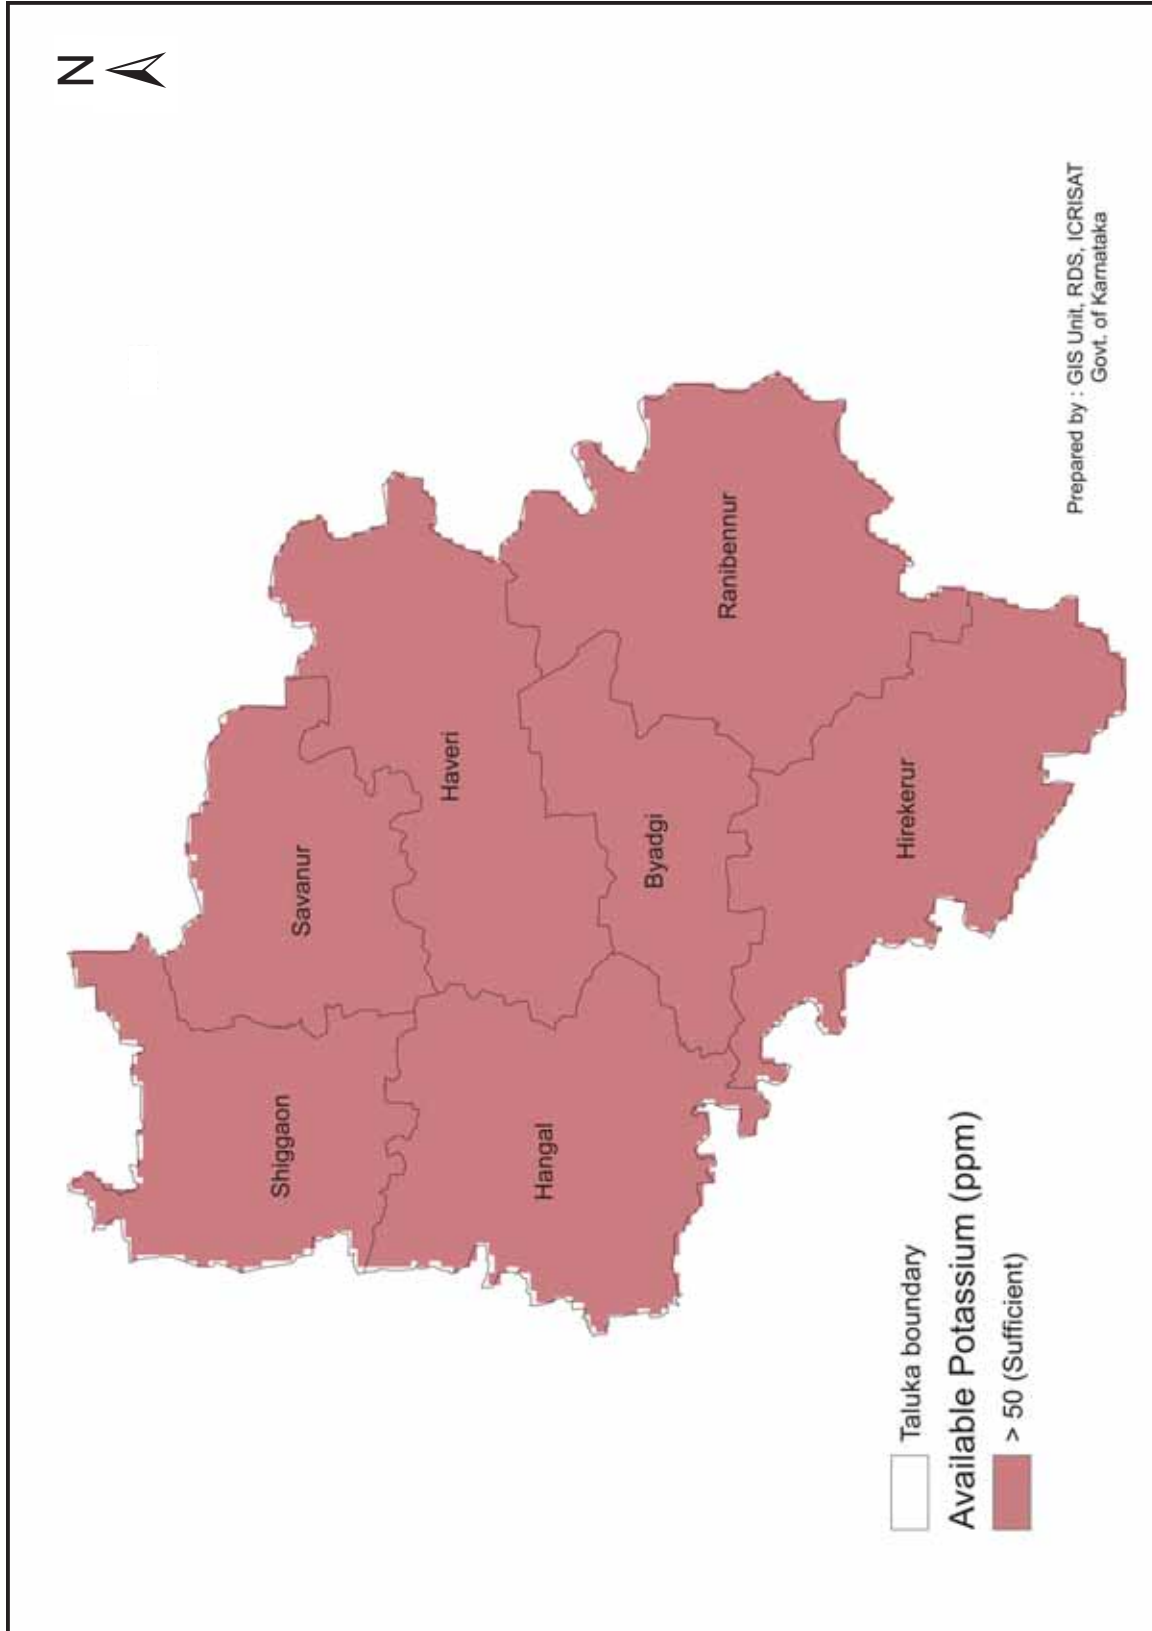 N
Shiggaon
Savanur
Haveri
Hangal
Byadgi
Ranibennur
Hirekerur
Taluka boundary
Available Potassium (ppm)
> 50 (Sufficient)
Prepared by : GIS Unit, RDS, ICRISAT
Govt. of Karnataka